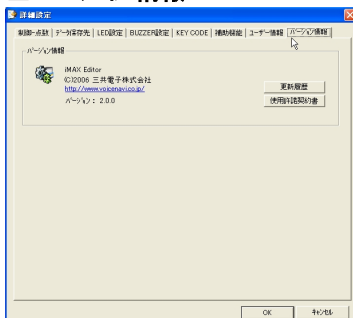 詳細設定
制御・点数 データ保存先 LED設定 BUZZER設定 KEY CODE 補助機能 ユーザー情報 バージョン情報
バージョン情報
iMAX Editor
(C)2006 三共電子株式会社
http://www.voicenavi.co.jp/
バージョン： 2.0.0
更新履歴
使用許諾契約書
OK キャンセル